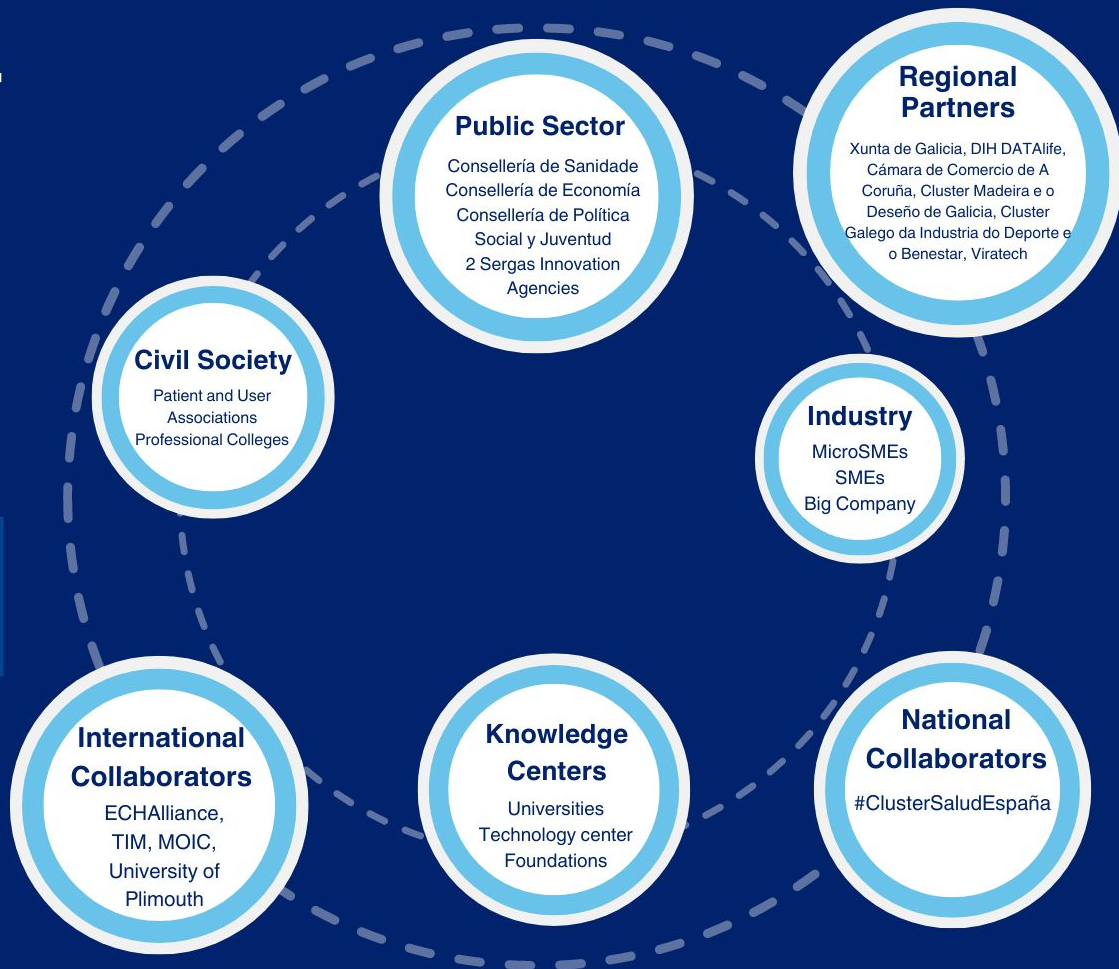 Regional
Partners
Xunta de Galicia, DIH DATAlife,
Cámara de Comercio de A
Coruña, Cluster Madeira e o
Deseño de Galicia, Cluster
Galego da Industria do Deporte e
o Benestar, Viratech
Public Sector
Consellería de Sanidade
Consellería de Economía
Consellería de Política
Social y Juventud
2 Sergas Innovation
Agencies
Civil Society
Patient and User
Associations
Professional Colleges
Industry
MicroSMEs
SMEs
Big Company
International
Collaborators
ECHAlliance,
TIM, MOIC,
University of
Plimouth
Knowledge
Centers
Universities
Technology center
Foundations
National
Collaborators
#ClusterSaludEspaña